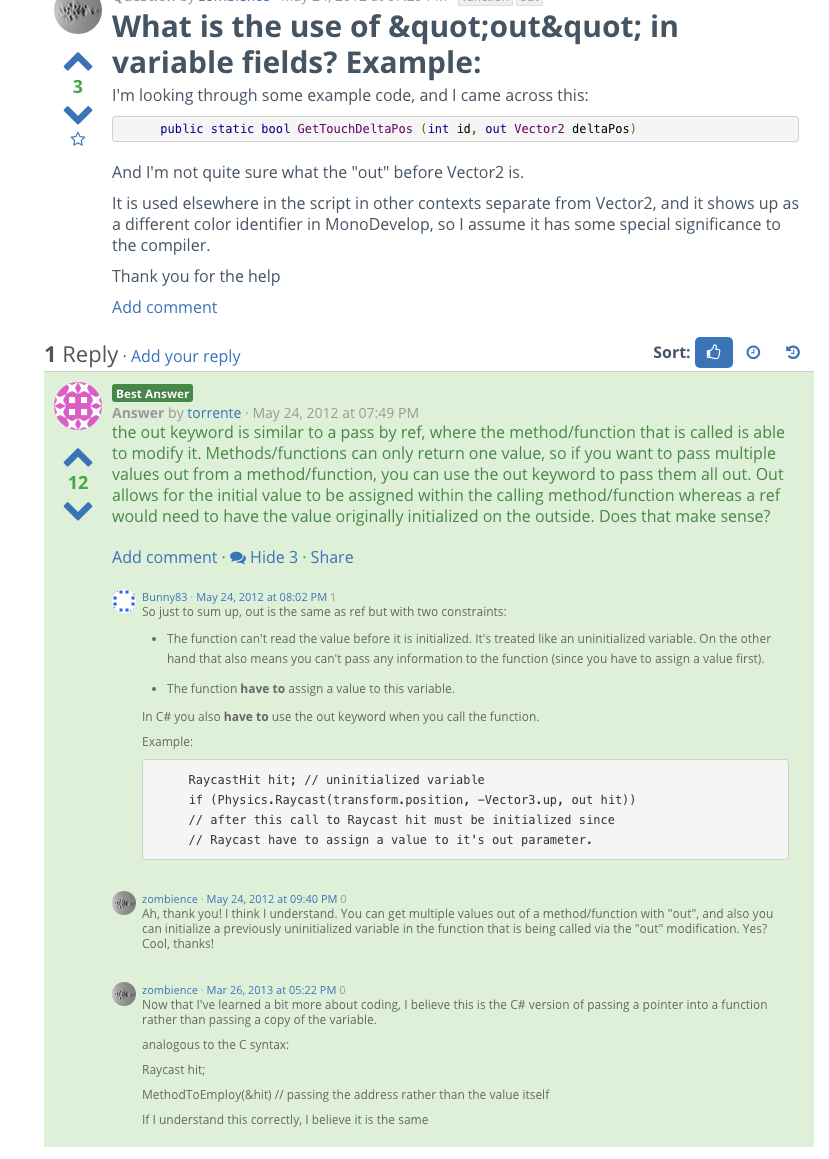 What is the use of &quot;out&quot; in
variable fields? Example:
3
I'm looking through some example code, and I came across this:
public static bool GetTouchDeltaPos (int id, out Vector2 deltaPos)
And I'm not quite sure what the "out" before Vector2 is.
It is used elsewhere in the script in other contexts separate from Vector2, and it shows up as
a different color identifier in MonoDevelop, so I assume it has some special significance to
the compiler.
Thank you for the help
Add comment
1 Reply · Add your reply
Sort:
Best Answer
Answer by torrente · May 24, 2012 at 07:49 PM
12
the out keyword is similar to a pass by ref, where the method/function that is called is able
to modify it. Methods/functions can only return one value, so if you want to pass multiple
values out from a method/function, you can use the out keyword to pass them all out. Out
allows for the initial value to be assigned within the calling method/function whereas a ref
would need to have the value originally initialized on the outside. Does that make sense?
Add comment · Hide 3 · Share
Bunny83 · May 24, 2012 at 08:02 PM 1
So just to sum up, out is the same as ref but with two constraints:
• The function can't read the value before it is initialized. It's treated like an uninitialized variable. On the other
hand that also means you can't pass any information to the function (since you have to assign a value first).
• The function have to assign a value to this variable.
In C# you also have to use the out keyword when you call the function.
Example:
RaycastHit hit; // uninitialized variable
if (Physics.Raycast(transform.position, -Vector3.up, out hit))
// after this call to Raycast hit must be initialized since
// Raycast have to assign a value to it's out parameter.
zombience · May 24, 2012 at 09:40 PM 0
Ah, thank you! I think I understand. You can get multiple values out of a method/function with "out", and also you
can initialize a previously uninitialized variable in the function that is being called via the "out" modification. Yes?
Cool, thanks!
zombience · Mar 26, 2013 at 05:22 PM 0
Now that I've learned a bit more about coding, I believe this is the C# version of passing a pointer into a function
rather than passing a copy of the variable.
analogous to the C syntax:
Raycast hit;
MethodToEmploy(&hit) // passing the address rather than the value itself
If I understand this correctly, I believe it is the same